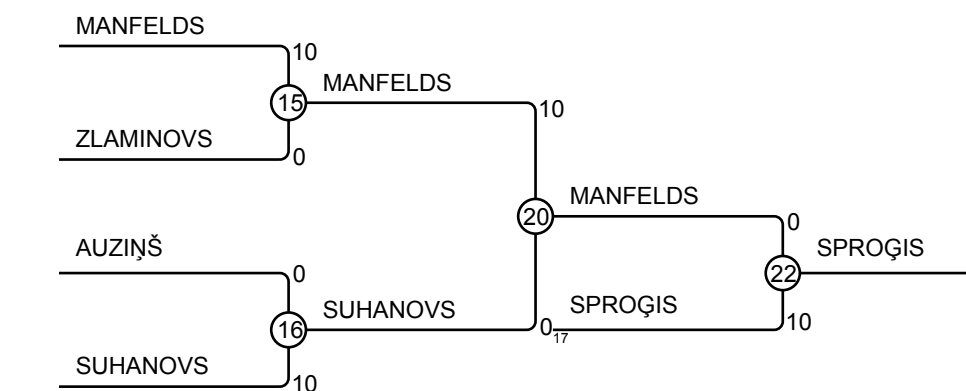 MANFELDS
10
15
MANFELDS
10
ZLAMINOVS
0
20
MANFELDS
0
AUZIŅŠ
0
22
SPROĢIS
16
SUHANOVS
0
17
SPROĢIS
10
SUHANOVS
10